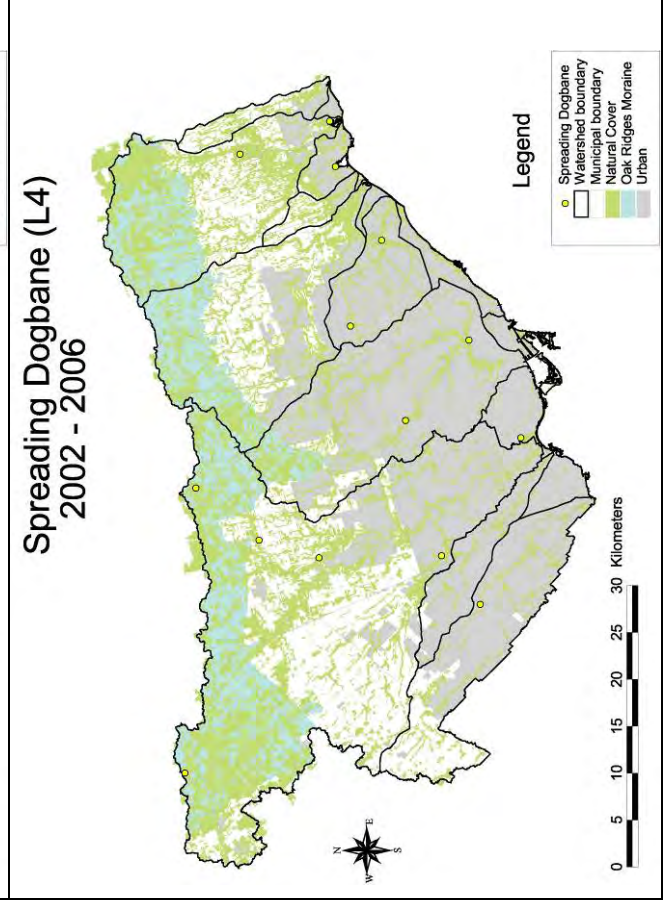 Spreading Dogbane (L4)
2002 - 2006
N
W E
S
0 5 10 15 20 25 30 Kilometers
Legend
Spreading Dogbane
Watershed boundary
Municipal boundary
Natural Cover
Oak Ridges Moraine
Urban